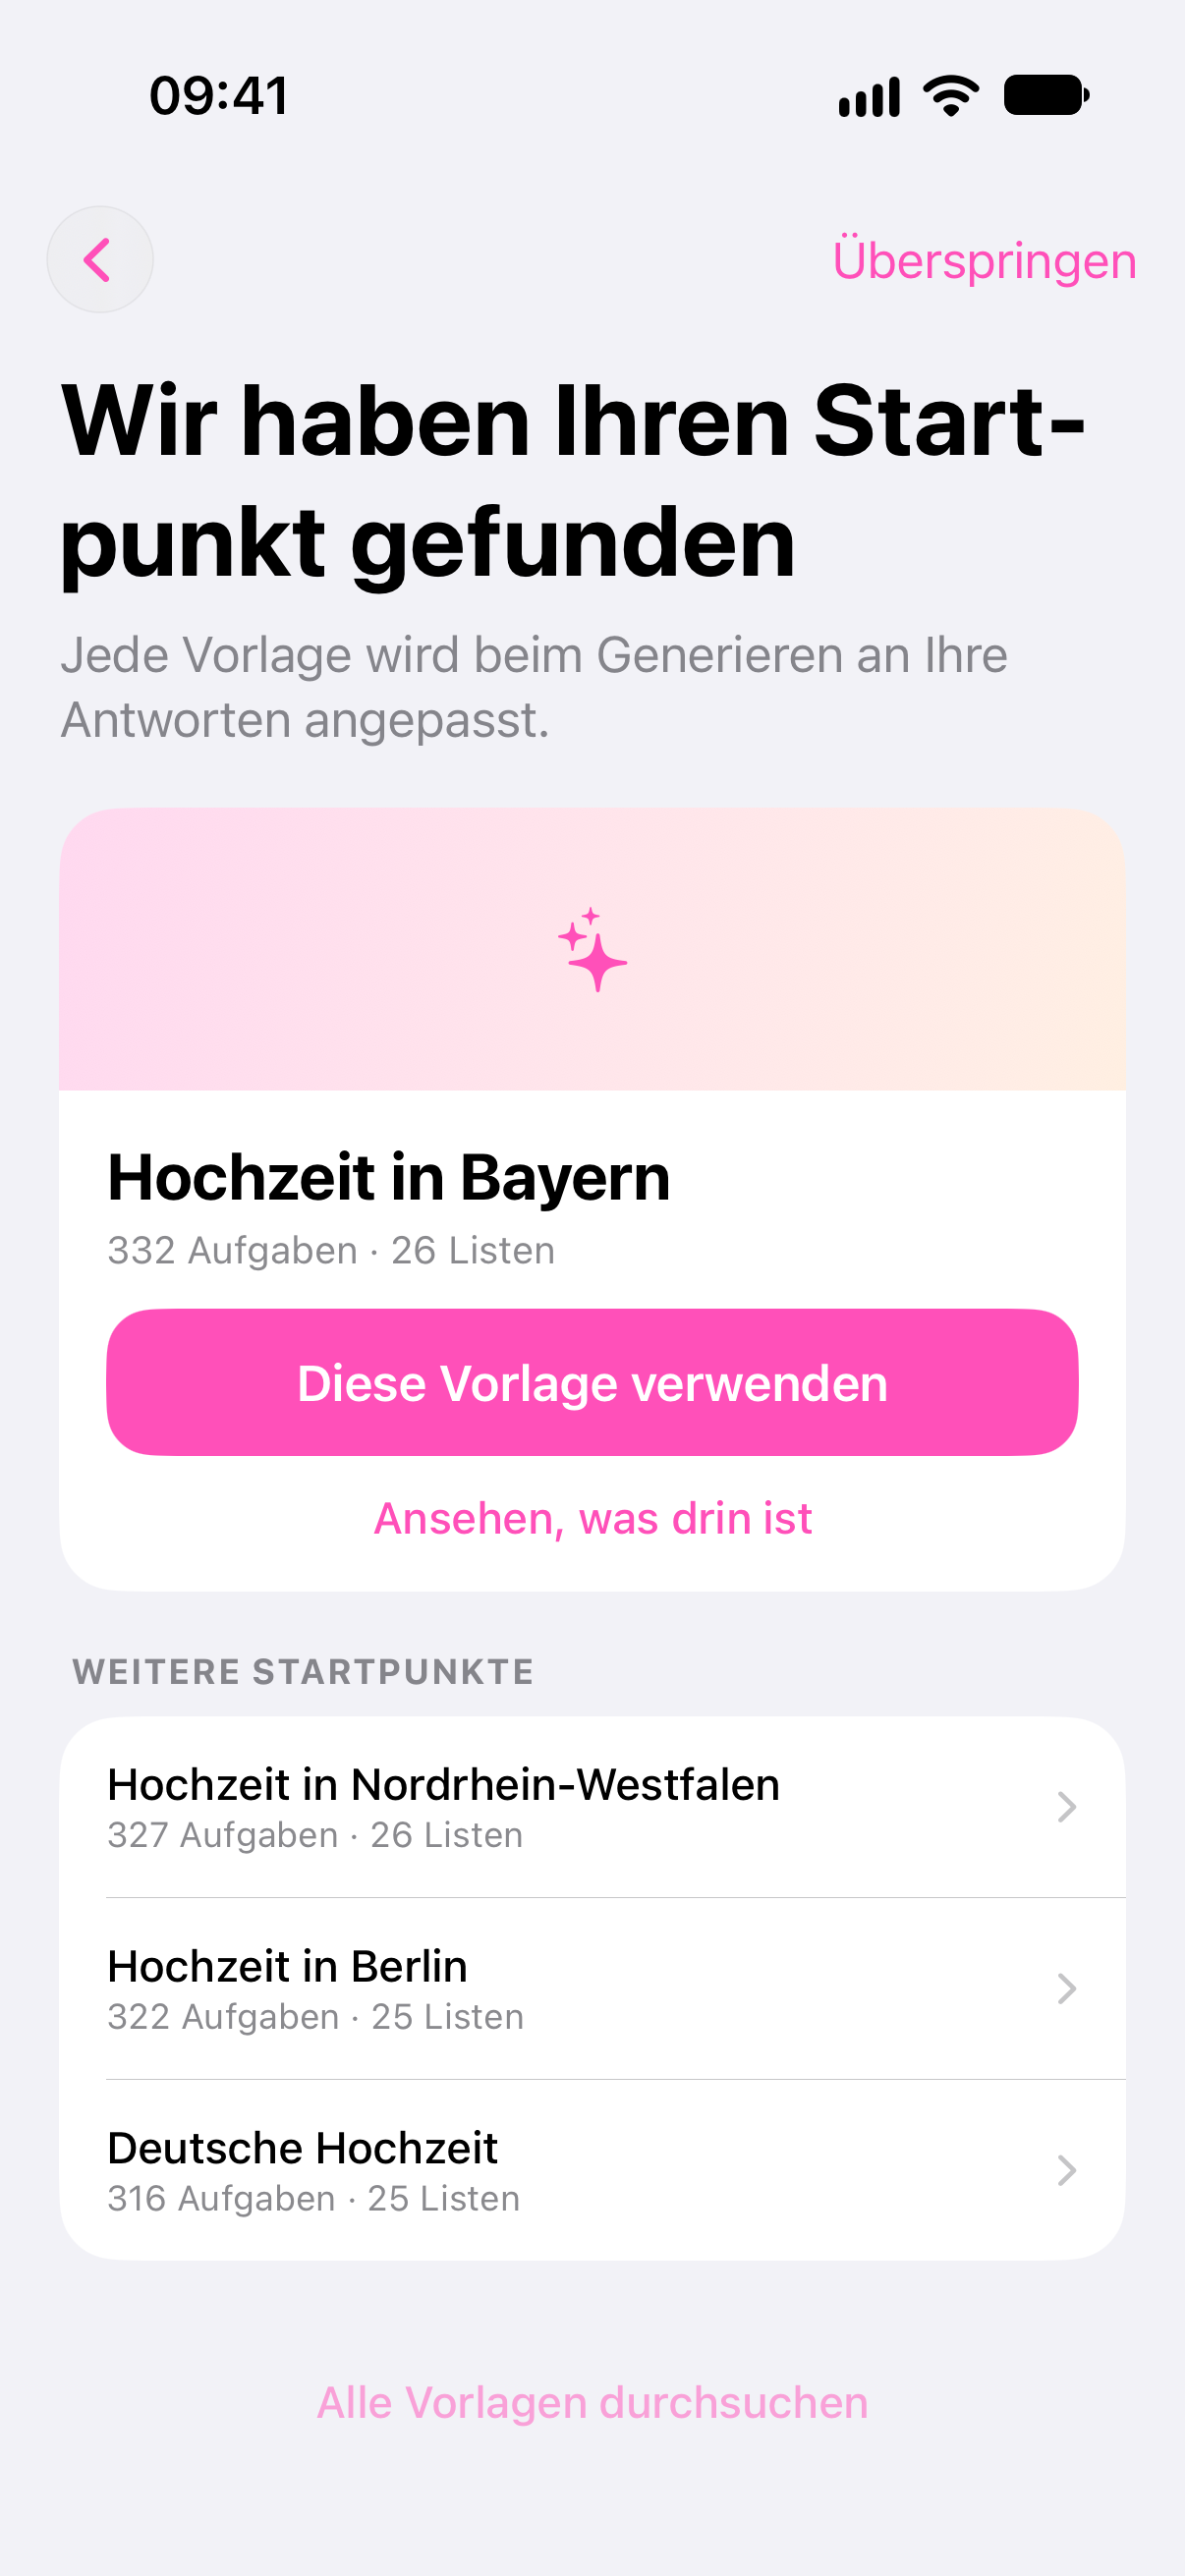 09:41
Überspringen
Wir haben Ihren Start-
punkt gefunden
Jede Vorlage wird beim Generieren an Ihre
Antworten angepasst.
Hochzeit in Bayern
332 Aufgaben · 26 Listen
Diese Vorlage verwenden
Ansehen, was drin ist
WEITERE STARTPUNKTE
Hochzeit in Nordrhein-Westfalen
327 Aufgaben · 26 Listen
Hochzeit in Berlin
322 Aufgaben · 25 Listen
Deutsche Hochzeit
316 Aufgaben · 25 Listen
Alle Vorlagen durchsuchen